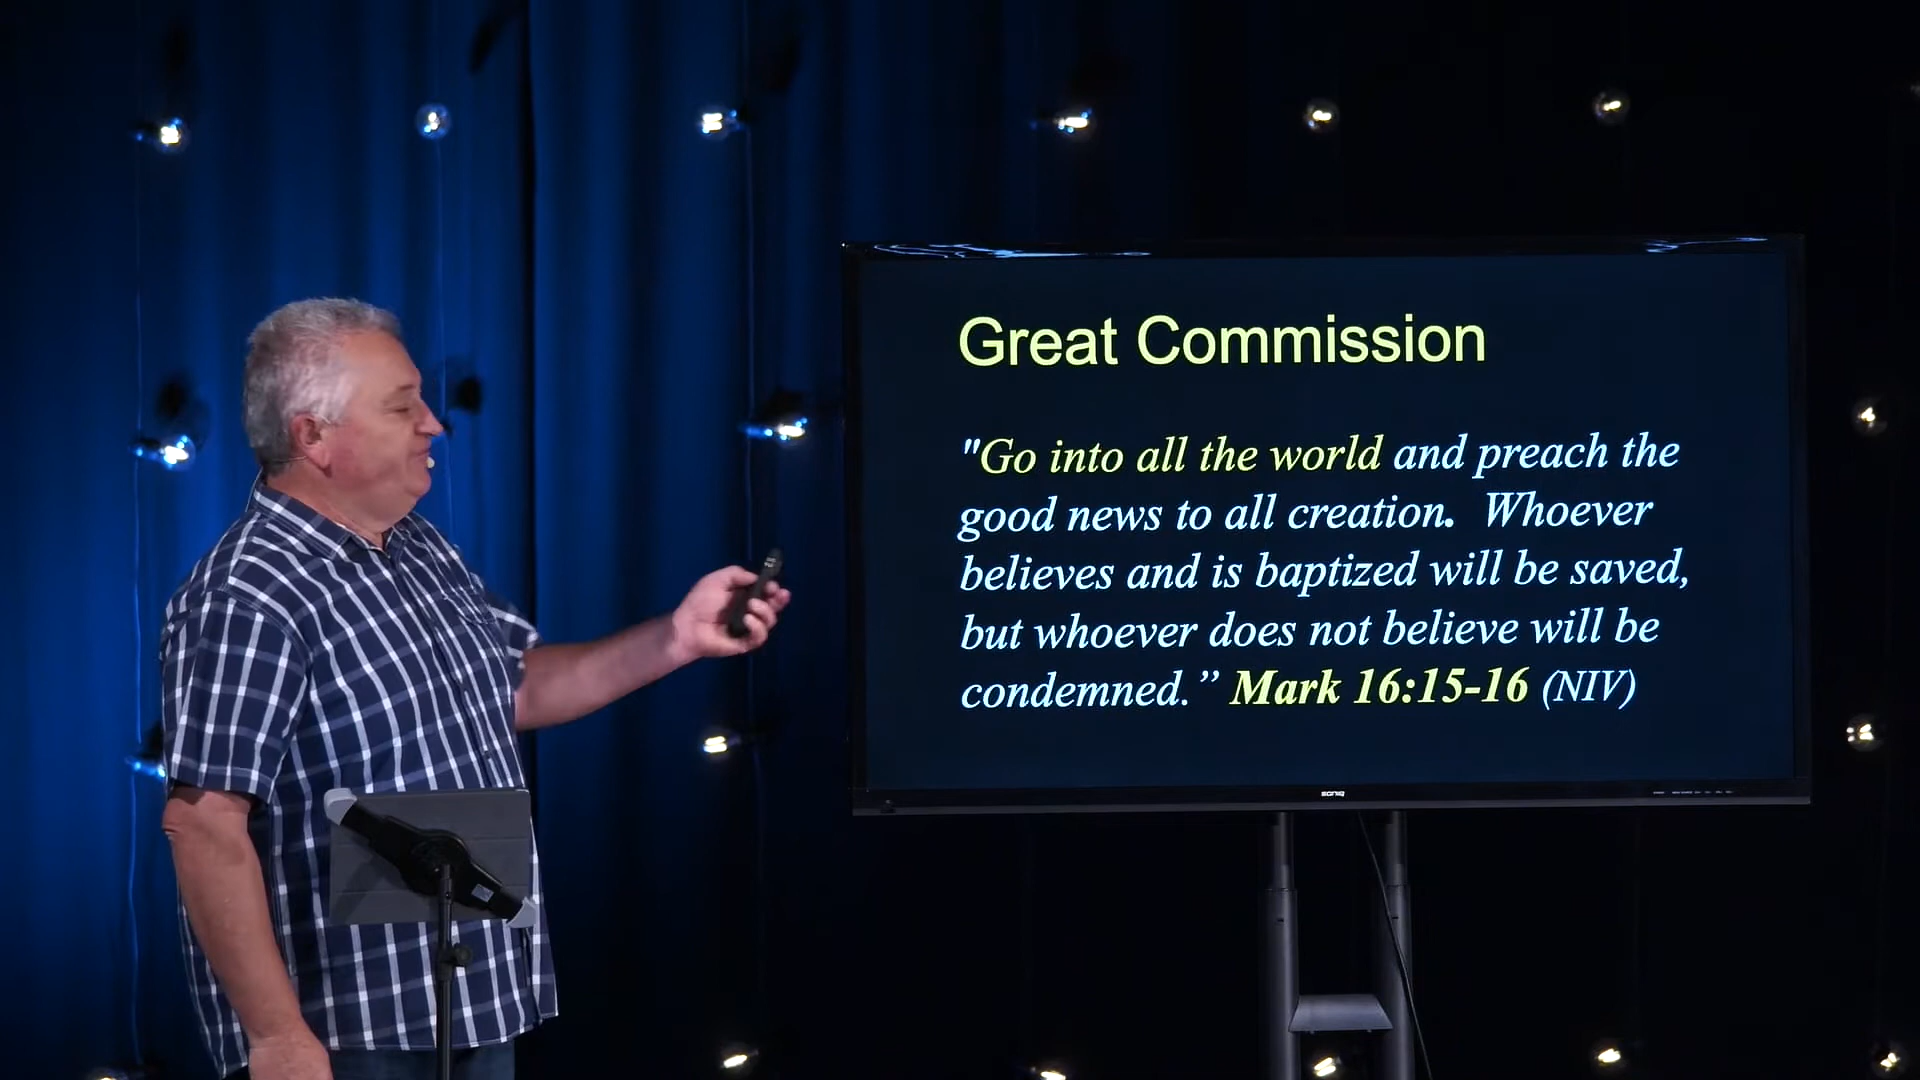 Great Commission
"Go into all the world and preach the
good news to all creation.  Whoever
believes and is baptized will be saved,
but whoever does not believe will be
condemned.” Mark 16:15-16 (NIV)
SONIQ